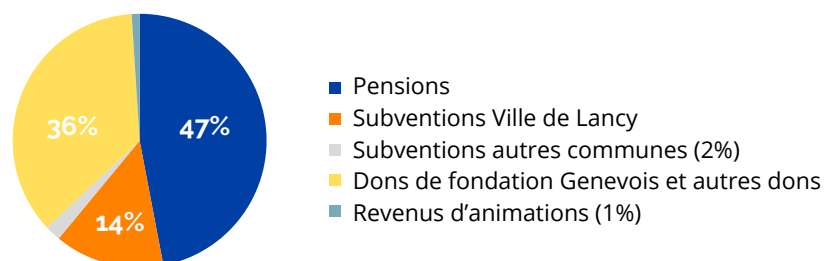 36%
47%
14%
Pensions
Subventions Ville de Lancy
Subventions autres communes (2%)
Dons de fondation Genevois et autres dons
Revenus d'animations (1%)